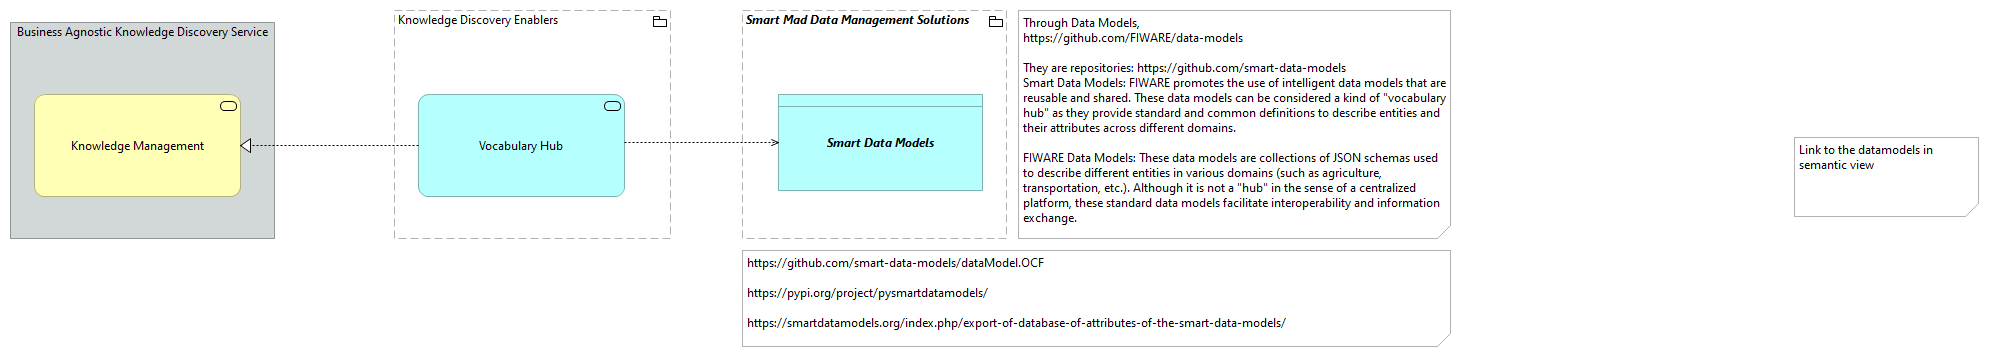 Business Agnostic Knowledge Discovery Service
Knowledge Management
Knowledge Discovery Enablers
Vocabulary Hub
Smart Mad Data Management Solutions
Smart Data Models
Through Data Models,
https://github.com/FIWARE/data-models
They are repositories: https://github.com/smart-data-models
Smart Data Models: FIWARE promotes the use of intelligent data models that are
reusable and shared. These data models can be considered a kind of "vocabulary
hub" as they provide standard and common definitions to describe entities and
their attributes across different domains.
FIWARE Data Models: These data models are collections of JSON schemas used
to describe different entities in various domains (such as agriculture,
transportation, etc.). Although it is not a "hub" in the sense of a centralized
platform, these standard data models facilitate interoperability and information
exchange.
Link to the datamodels in
semantic view
https://github.com/smart-data-models/dataModel.OCF
https://pypi.org/project/pysmartdatamodels/
https://smartdatamodels.org/index.php/export-of-database-of-attributes-of-the-smart-data-models/